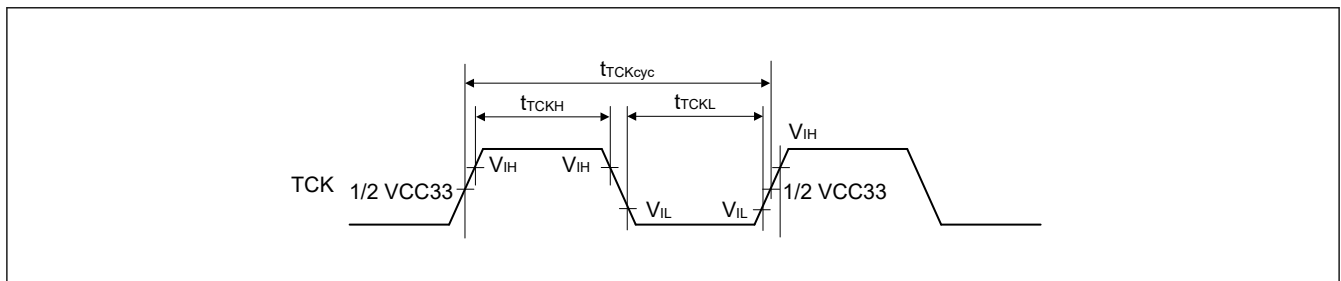 tTCKcyc
tTCKH
tTCKL
VIH
VIH VIH
TCK 1/2 VCC33 1/2 VCC33
VIL VIL